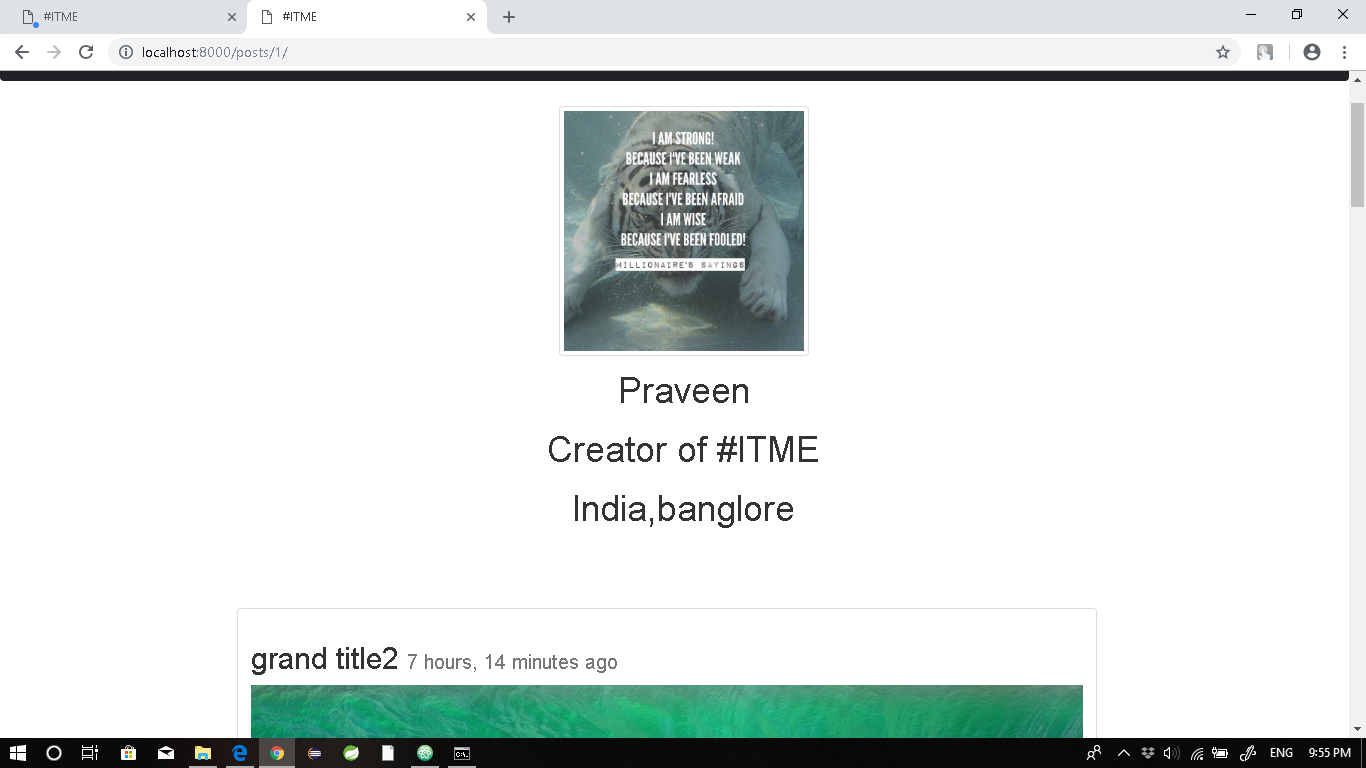 #ITME
#ITME
localhost:8000/posts/1/
I AM STRONG!
BECAUSE I'VE BEEN WEAK
I AM FEARLESS
BECAUSE I'VE BEEN AFRAID
I AM WISE
BECAUSE I'VE BEEN FOOLED!
MILLIONAIRE'S SAYINGS
Praveen
Creator of #ITME
India,banglore
grand title2 7 hours, 14 minutes ago
ENG 9:55 PM